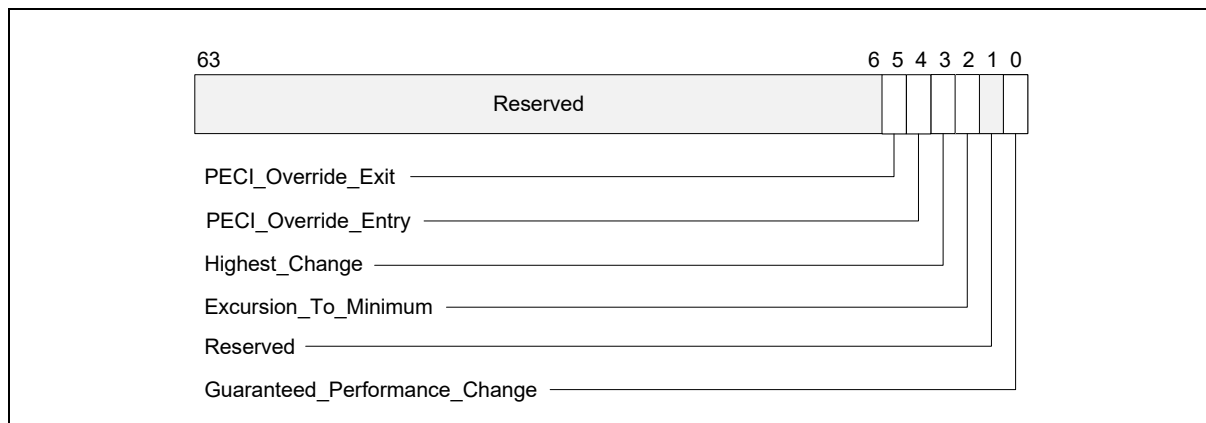 63 6 5 4 3 2 1 0
Reserved
PECI_Override_Exit
PECI_Override_Entry
Highest_Change
Excursion_To_Minimum
Reserved
Guaranteed_Performance_Change